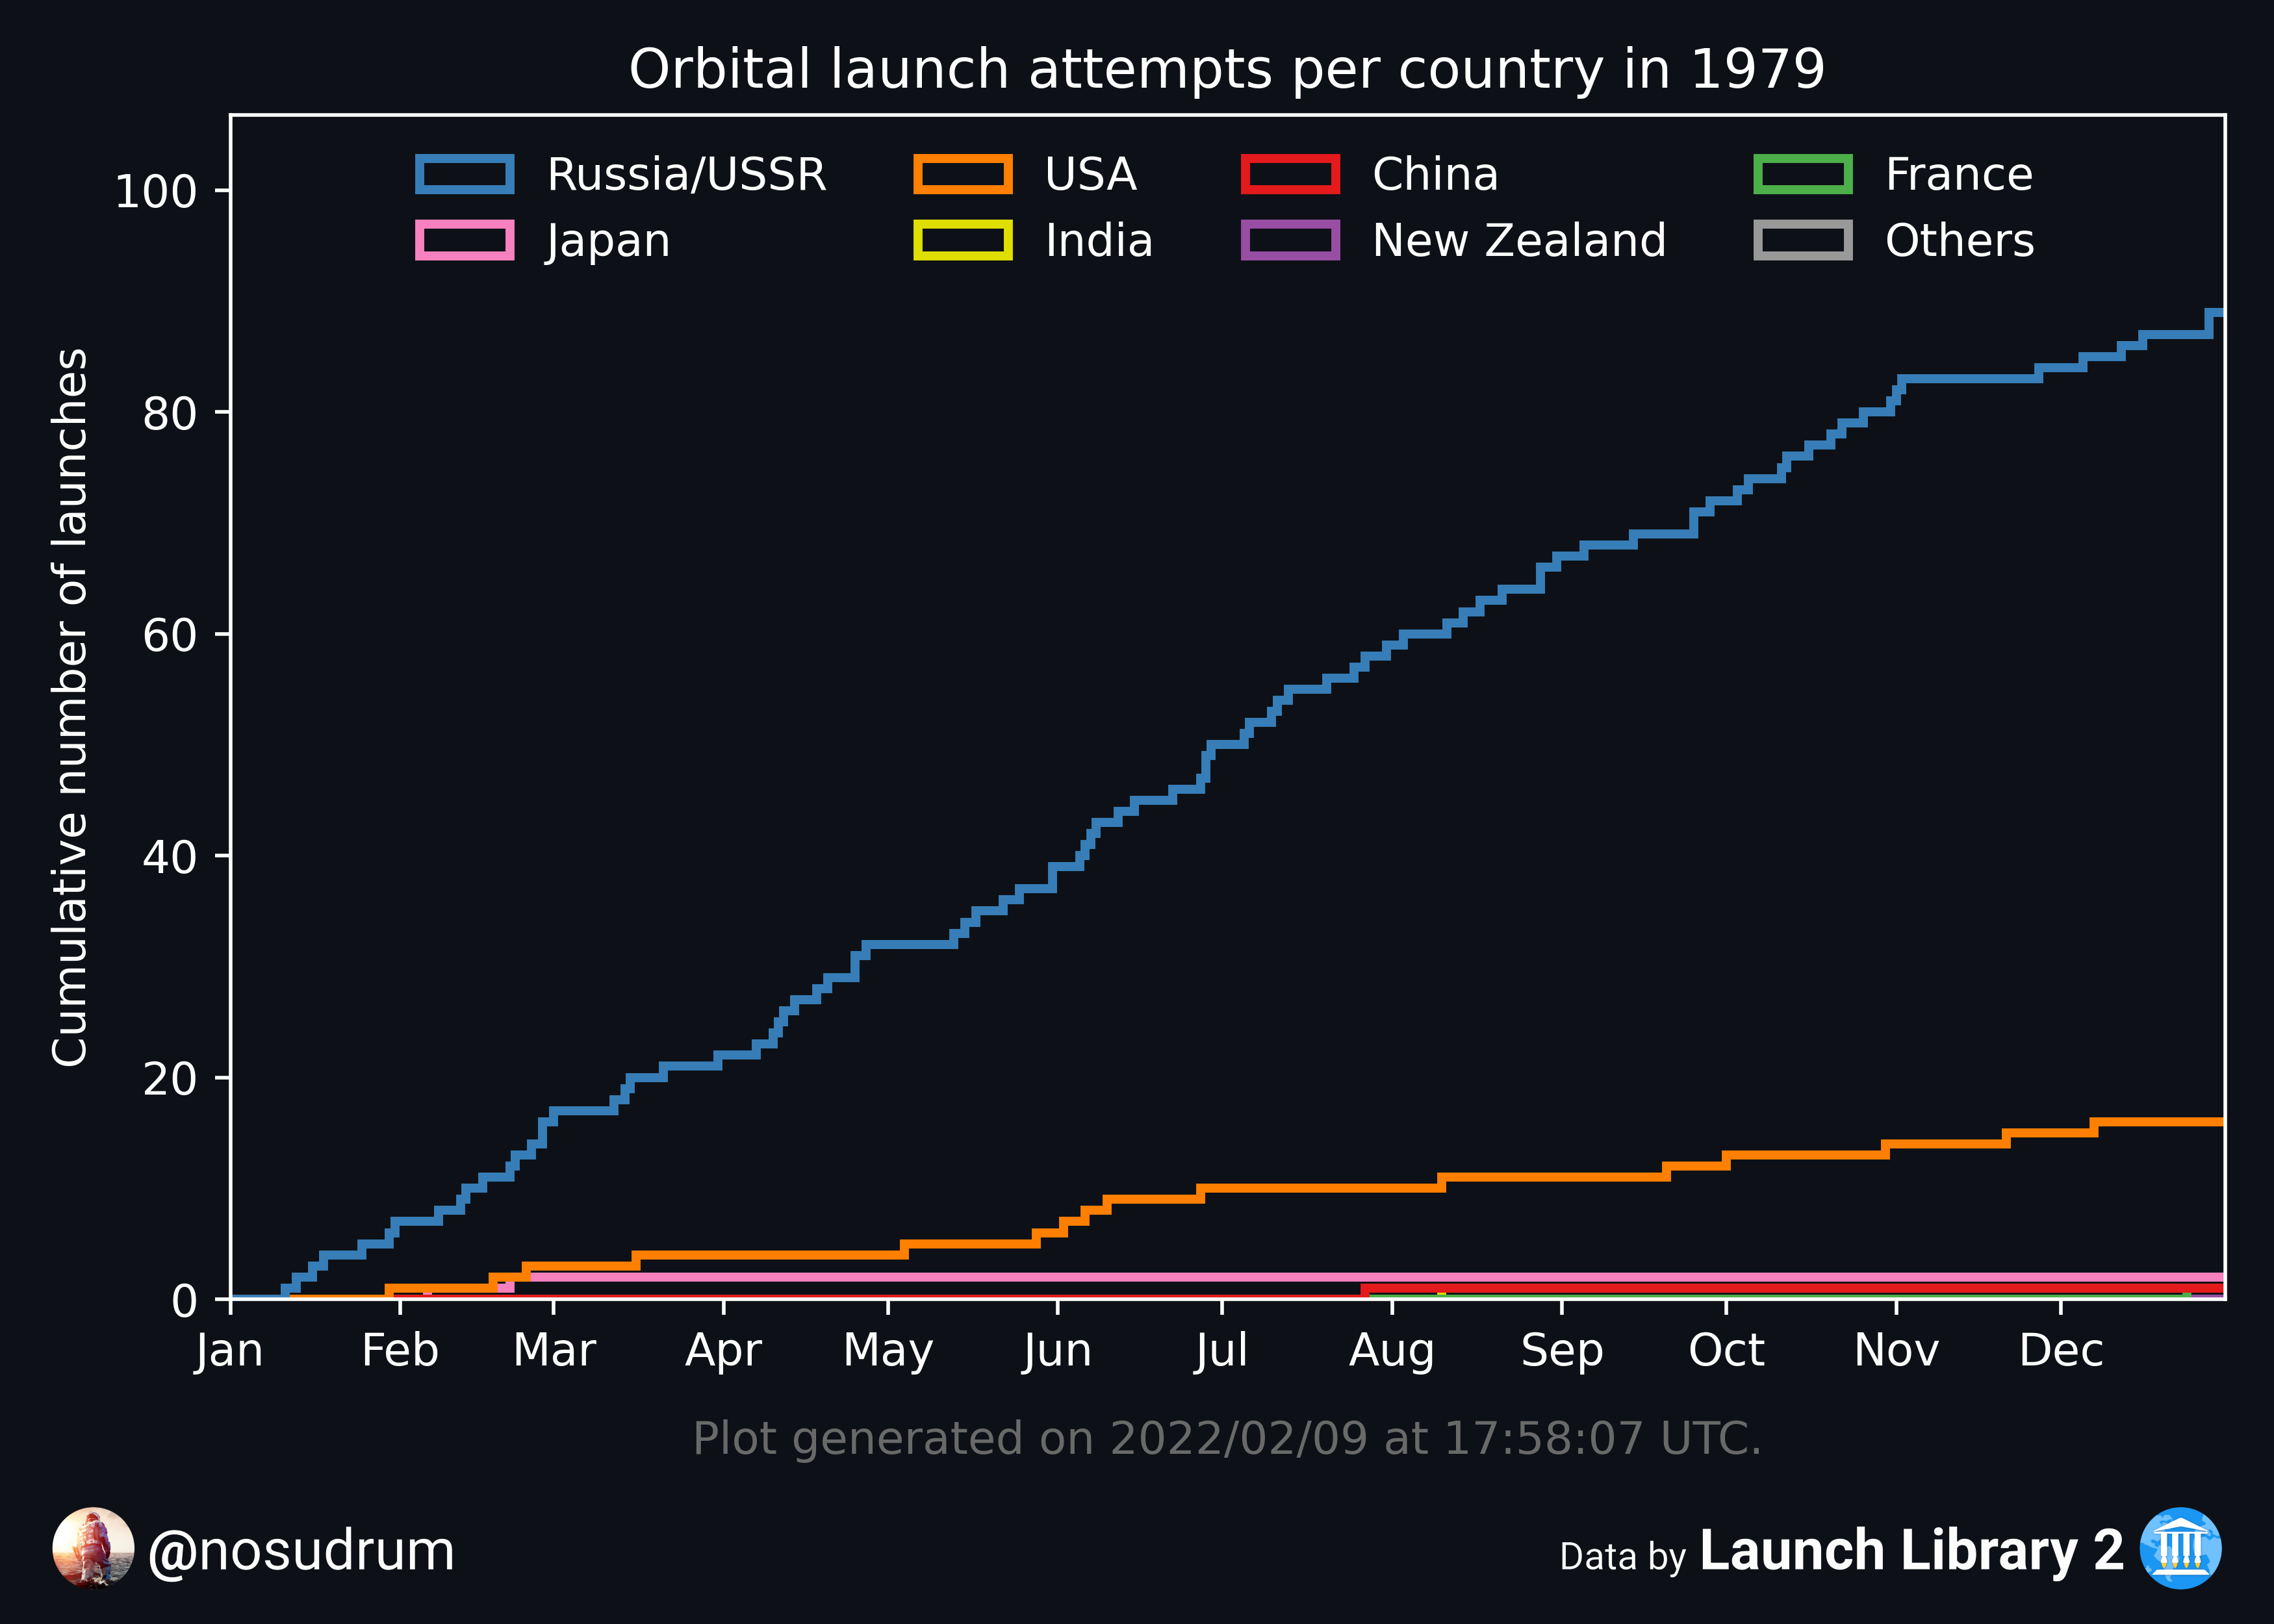 Orbital launch attempts per country in 1979
Russia/USSR USA China France
Japan India New Zealand Others
Cumulative number of launches
100
80
60
40
20
0
Jan Feb Mar Apr May Jun Jul Aug Sep Oct Nov Dec
Plot generated on 2022/02/09 at 17:58:07 UTC.
@nosudrum
Data by Launch Library 2